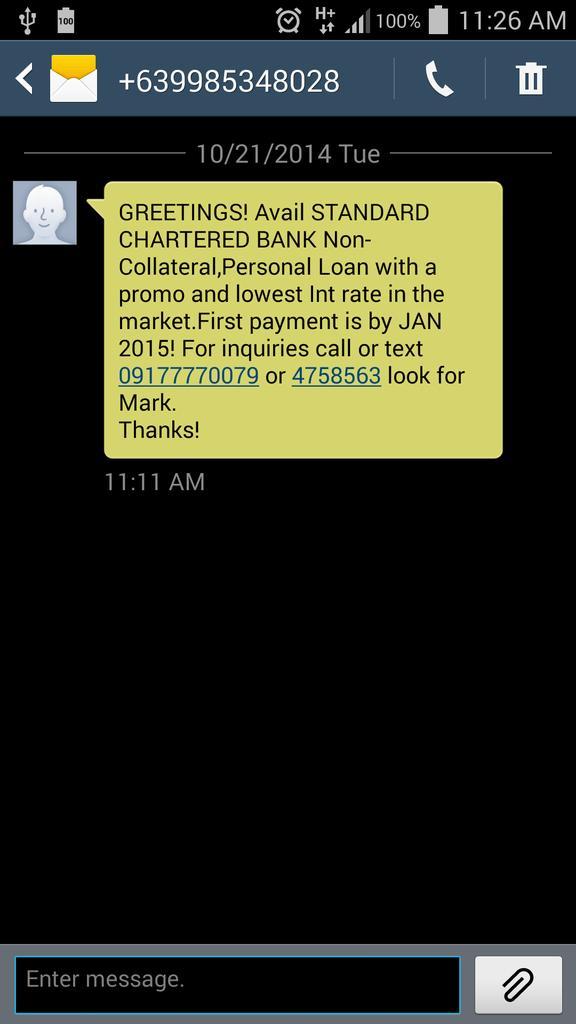 100 H+ 100% 11:26 AM
+639985348028
10/21/2014 Tue
GREETINGS! Avail STANDARD
CHARTERED BANK Non-
Collateral,Personal Loan with a
promo and lowest Int rate in the
market.First payment is by JAN
2015! For inquiries call or text
09177770079 or 4758563 look for
Mark.
Thanks!
11:11 AM
Enter message.